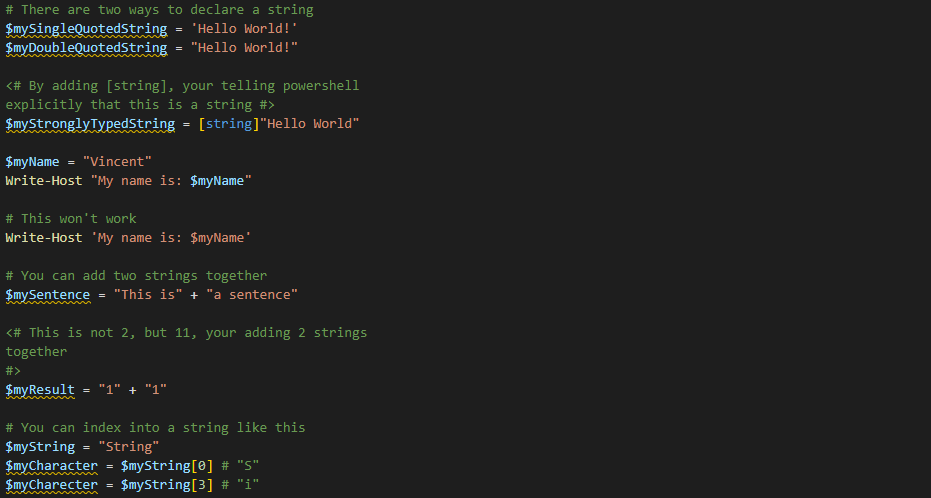 # There are two ways to declare a string
$mySingleQuotedString = 'Hello World!'
$myDoubleQuotedString = "Hello World!"
<# By adding [string], your telling powershell
explicitly that this is a string #>
$myStronglyTypedString = [string]"Hello World"
$myName = "Vincent"
Write-Host "My name is: $myName"
# This won't work
Write-Host 'My name is: $myName'
# You can add two strings together
$mySentence = "This is" + "a sentence"
<# This is not 2, but 11, your adding 2 strings
together
#>
$myResult = "1" + "1"
# You can index into a string like this
$myString = "String"
$myCharacter = $myString[0] # "S"
$myCharecter = $myString[3] # "i"